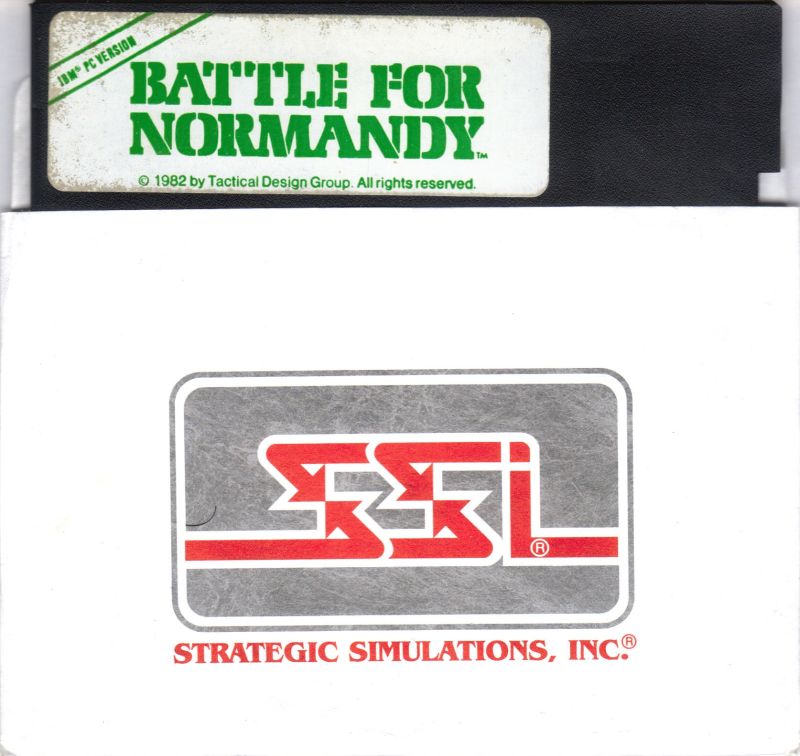 IBM® PC VERSION
BATTLE FOR
NORMANDY™
© 1982 by Tactical Design Group. All rights reserved.
SSI®
STRATEGIC SIMULATIONS, INC.®